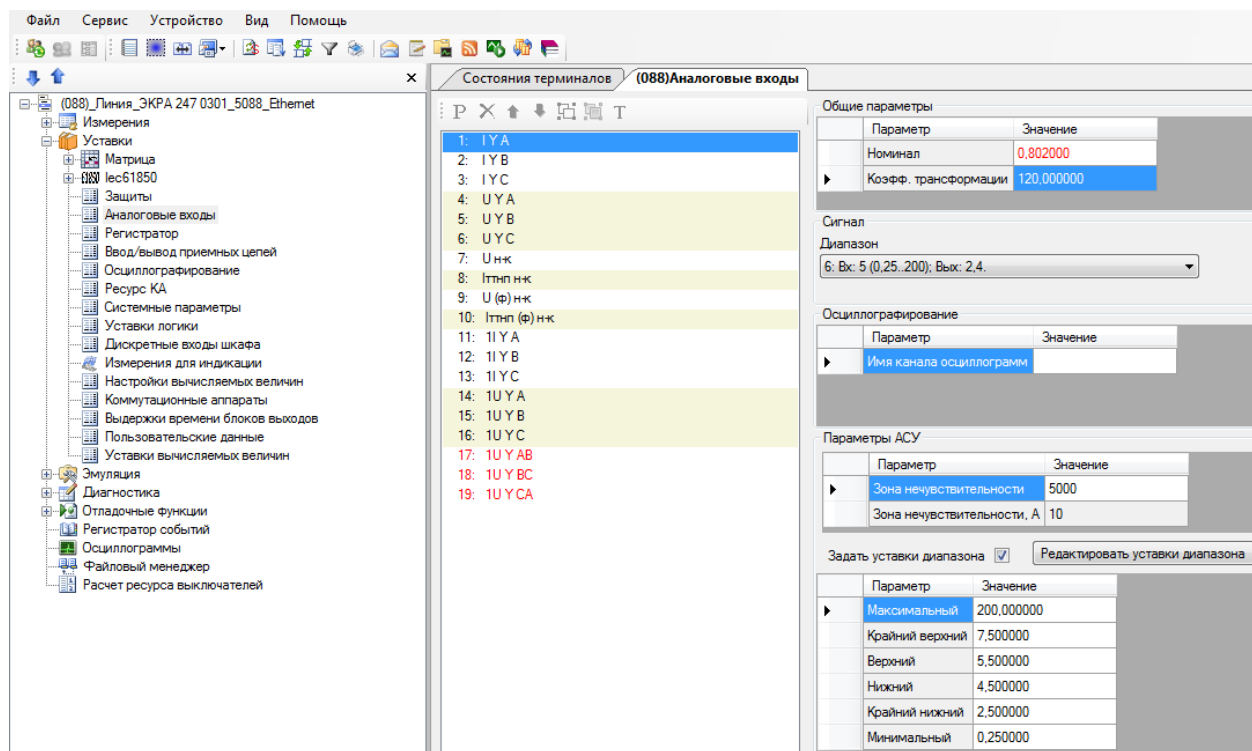 Файл Сервис Устройство Вид Помощь
(088)_Линия_ЭКРА 247 0301_5088_Ethernet
Измерения
Уставки
Матрица
Iec61850
Защиты
Аналоговые входы
Регистратор
Ввод/вывод приемных цепей
Осциллографирование
Ресурс КА
Системные параметры
Уставки логики
Дискретные входы шкафа
Измерения для индикации
Настройки вычисляемых величин
Коммутационные аппараты
Выдержки времени блоков выходов
Пользовательские данные
Уставки вычисляемых величин
Эмуляция
Диагностика
Отладочные функции
Регистратор событий
Осциллограммы
Файловый менеджер
Расчет ресурса выключателей
Состояния терминалов (088)Аналоговые входы
P T
1: I Y A
2: I Y B
3: I Y C
4: U Y A
5: U Y B
6: U Y C
7: U н-к
8: Iттнп н-к
9: U (ф) н-к
10: Iттнп (ф) н-к
11: 1I Y A
12: 1I Y B
13: 1I Y C
14: 1U Y A
15: 1U Y B
16: 1U Y C
17: 1U Y AB
18: 1U Y BC
19: 1U Y CA
Общие параметры
Параметр Значение
Номинал 0,802000
Коэфф. трансформации 120,000000
Сигнал
Диапазон
6: Вх: 5 (0,25..200); Вых: 2,4.
Осциллографирование
Параметр Значение
Имя канала осциллограмм
Параметры АСУ
Параметр Значение
Зона нечувствительности 5000
Зона нечувствительности, А 10
Задать уставки диапазона Редактировать уставки диапазона
Параметр Значение
Максимальный 200,000000
Крайний верхний 7,500000
Верхний 5,500000
Нижний 4,500000
Крайний нижний 2,500000
Минимальный 0,250000